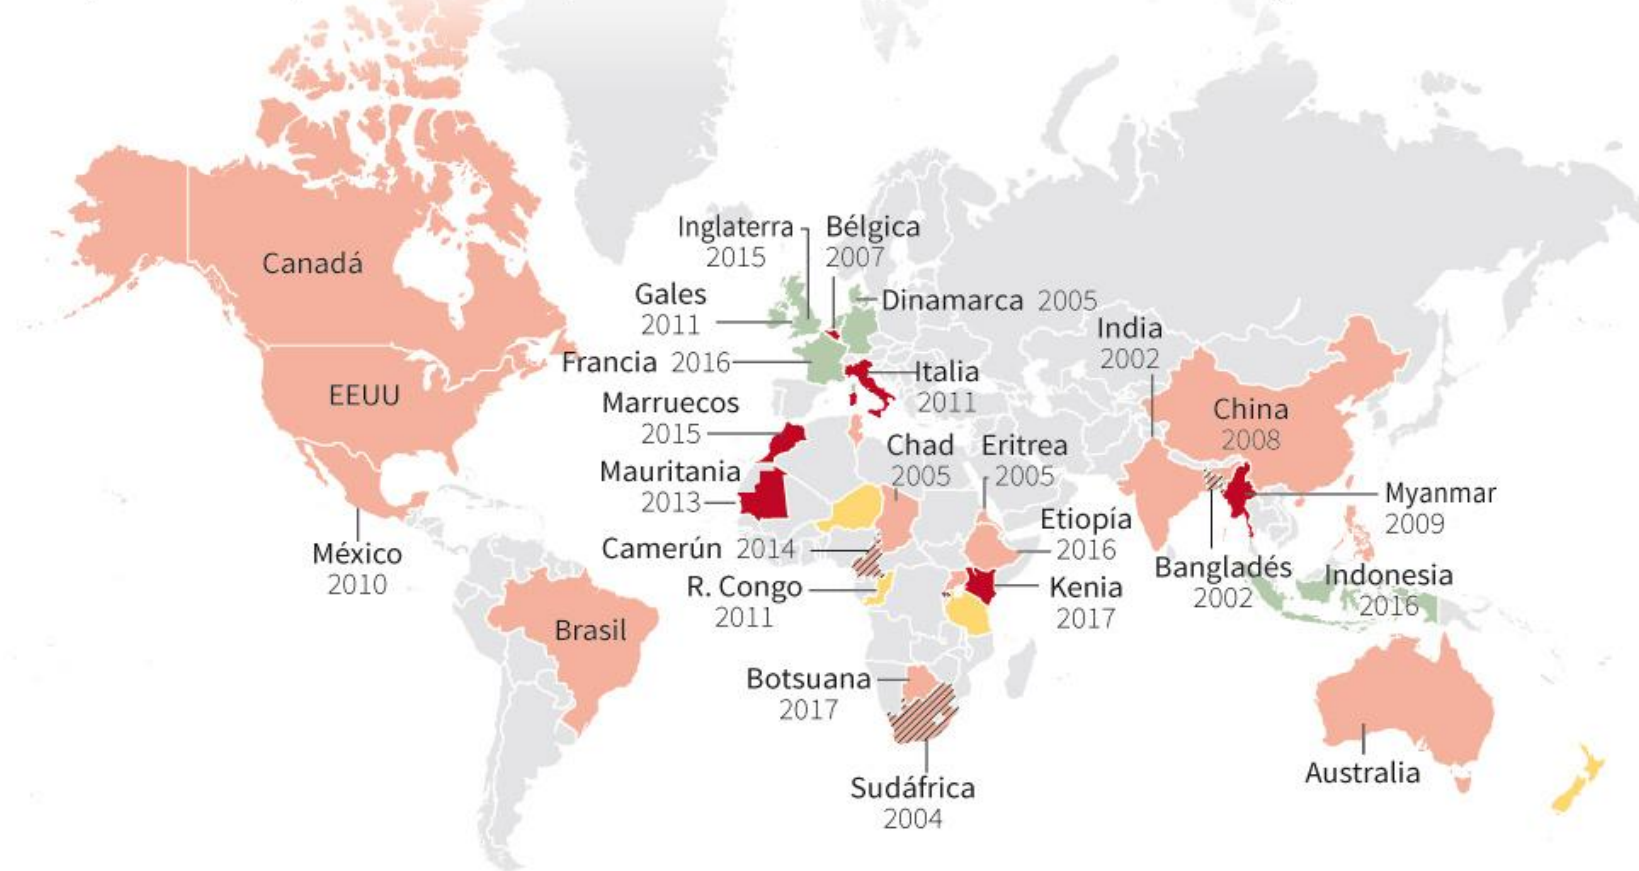 Canadá
EEUU
México
2010
Brasil
Inglaterra
2015
Bélgica
2007
Gales
2011
Dinamarca 2005
Francia 2016
Italia
2011
Marruecos
2015
Mauritania
2013
Chad
2005
Eritrea
2005
Etiopía
2016
Camerún 2014
R. Congo
2011
Kenia
2017
Botsuana
2017
Sudáfrica
2004
India
2002
China
2008
Myanmar
2009
Bangladés
2002
Indonesia
2016
Australia